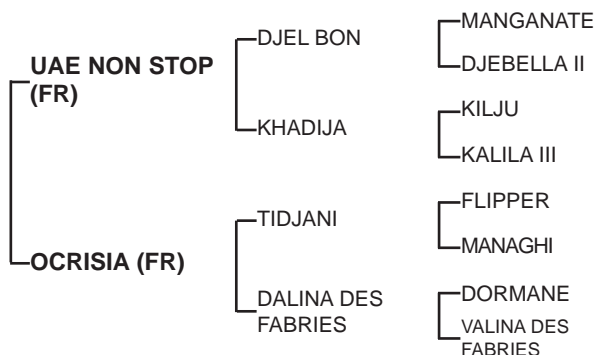 UAE NON STOP
(FR)
DJEL BON
MANGANATE
DJEBELLA II
KHADIJA
KILJU
KALILA III
OCRISIA (FR)
TIDJANI
FLIPPER
MANAGHI
DALINA DES
FABRIES
DORMANE
VALINA DES
FABRIES